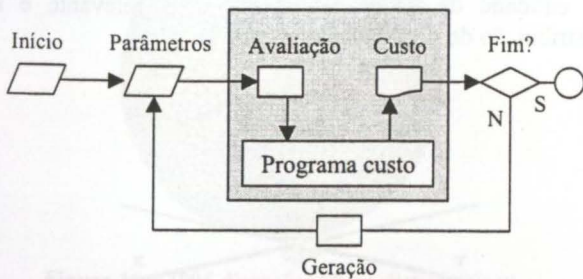 Início
Parâmetros
Avaliação
Custo
Fim?
N
S
Programa custo
Geração